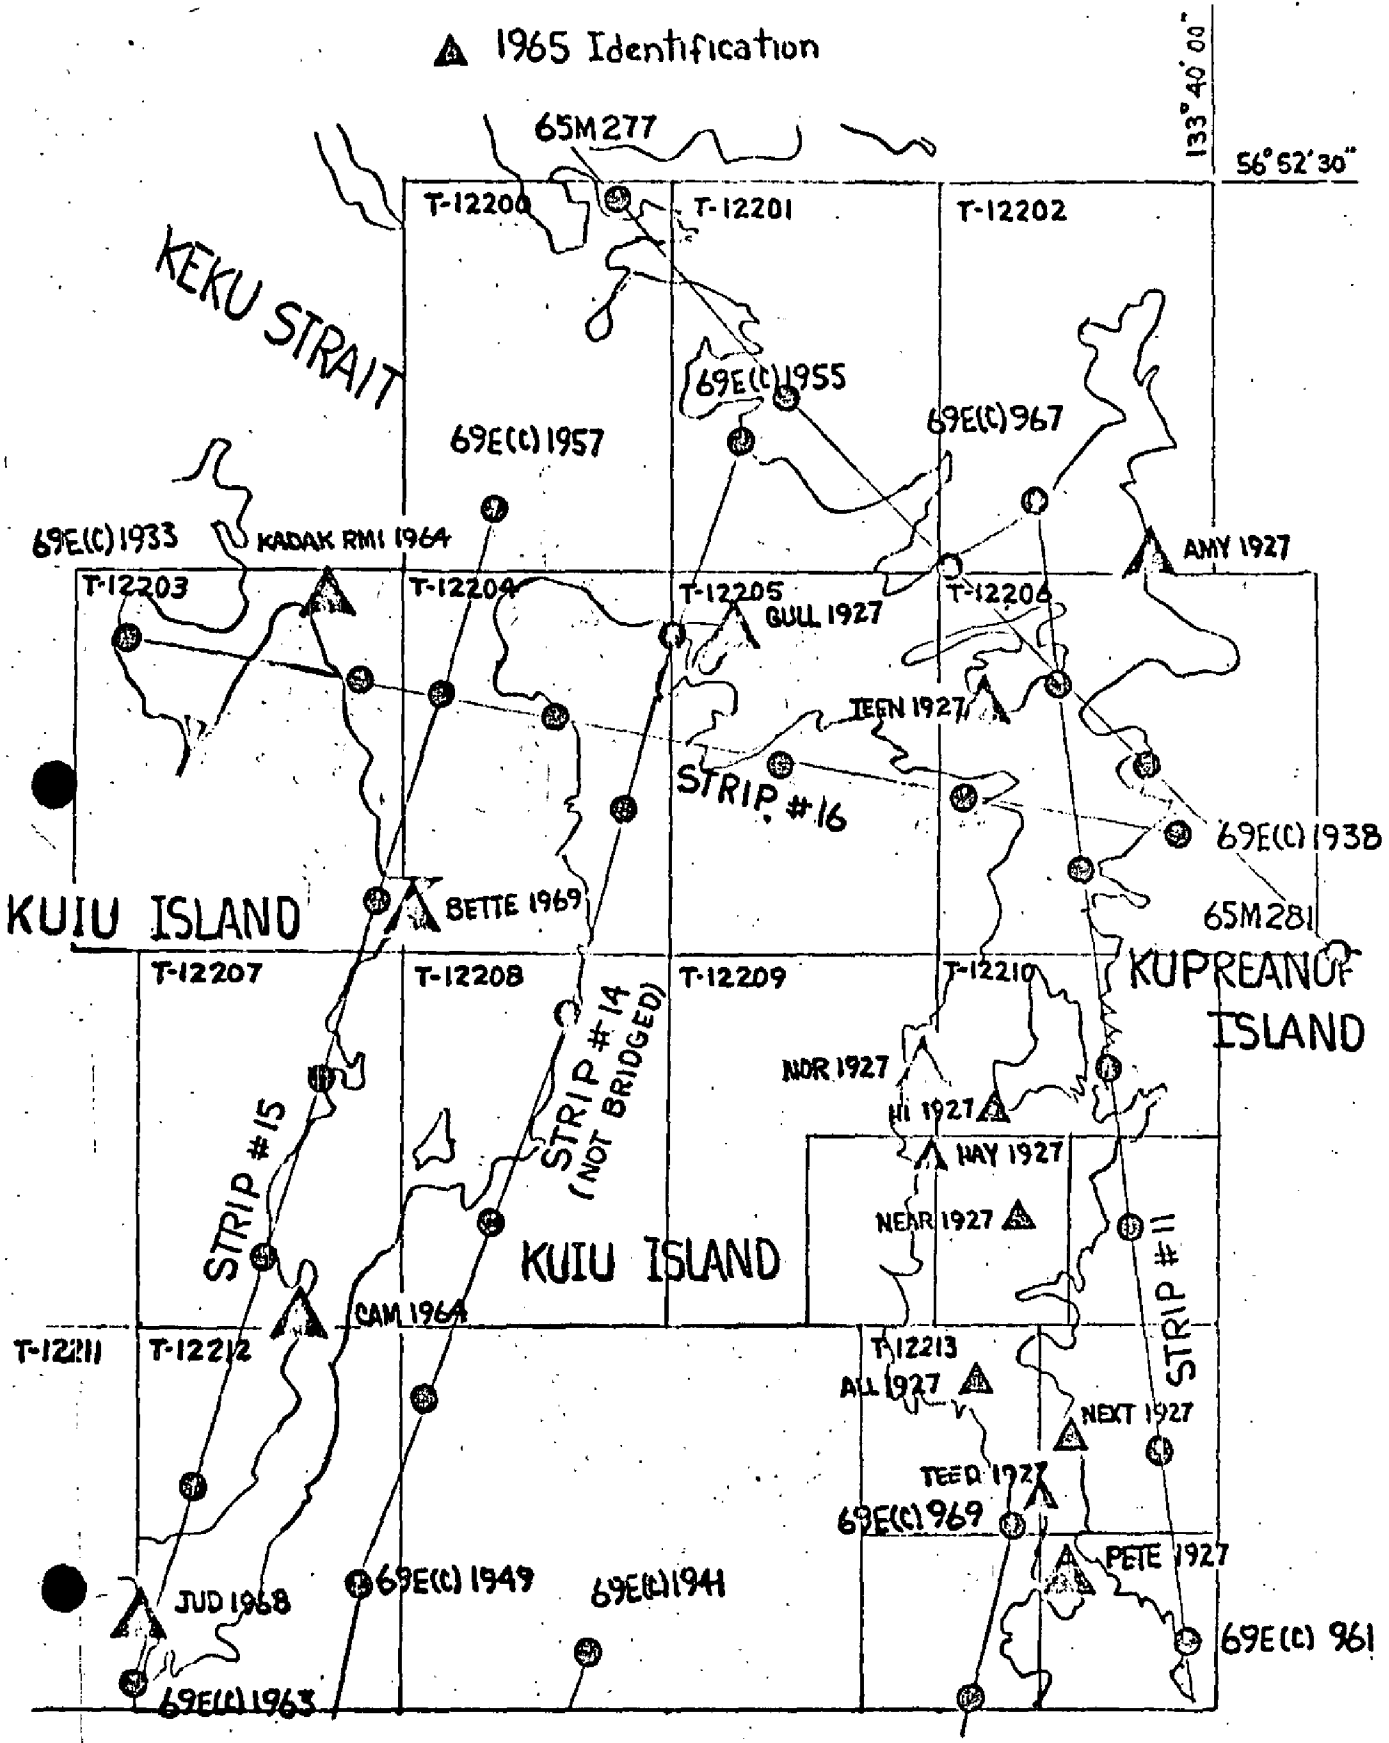 1965 Identification
133° 40' 00"
65M277
56° 52' 30"
T-12200
T-12201
T-12202
KEKU STRAIT
69E(C)1955
69E(C)967
69E(C)1957
69E(C)1933
KADAK RM1 1964
AMY 1927
T-12203
T-12204
T-12205
T-12206
GULL 1927
TEEN 1927
STRIP #16
69E(C)1938
KUIU ISLAND
BETTE 1969
65M281
T-12207
T-12208
T-12209
T-12210
KUPREANOF
ISLAND
STRIP #14
(NOT BRIDGED)
NOR 1927
HI 1927
STRIP #15
HAY 1927
NEAR 1927
KUIU ISLAND
STRIP #11
CAM 1964
T-12211
T-12212
T-12213
ALL 1927
NEXT 1927
TEED 1927
69E(C)969
PETE 1927
69E(C)1949
69E(C)1941
JUD 1968
69E(C) 961
69E(C)1963